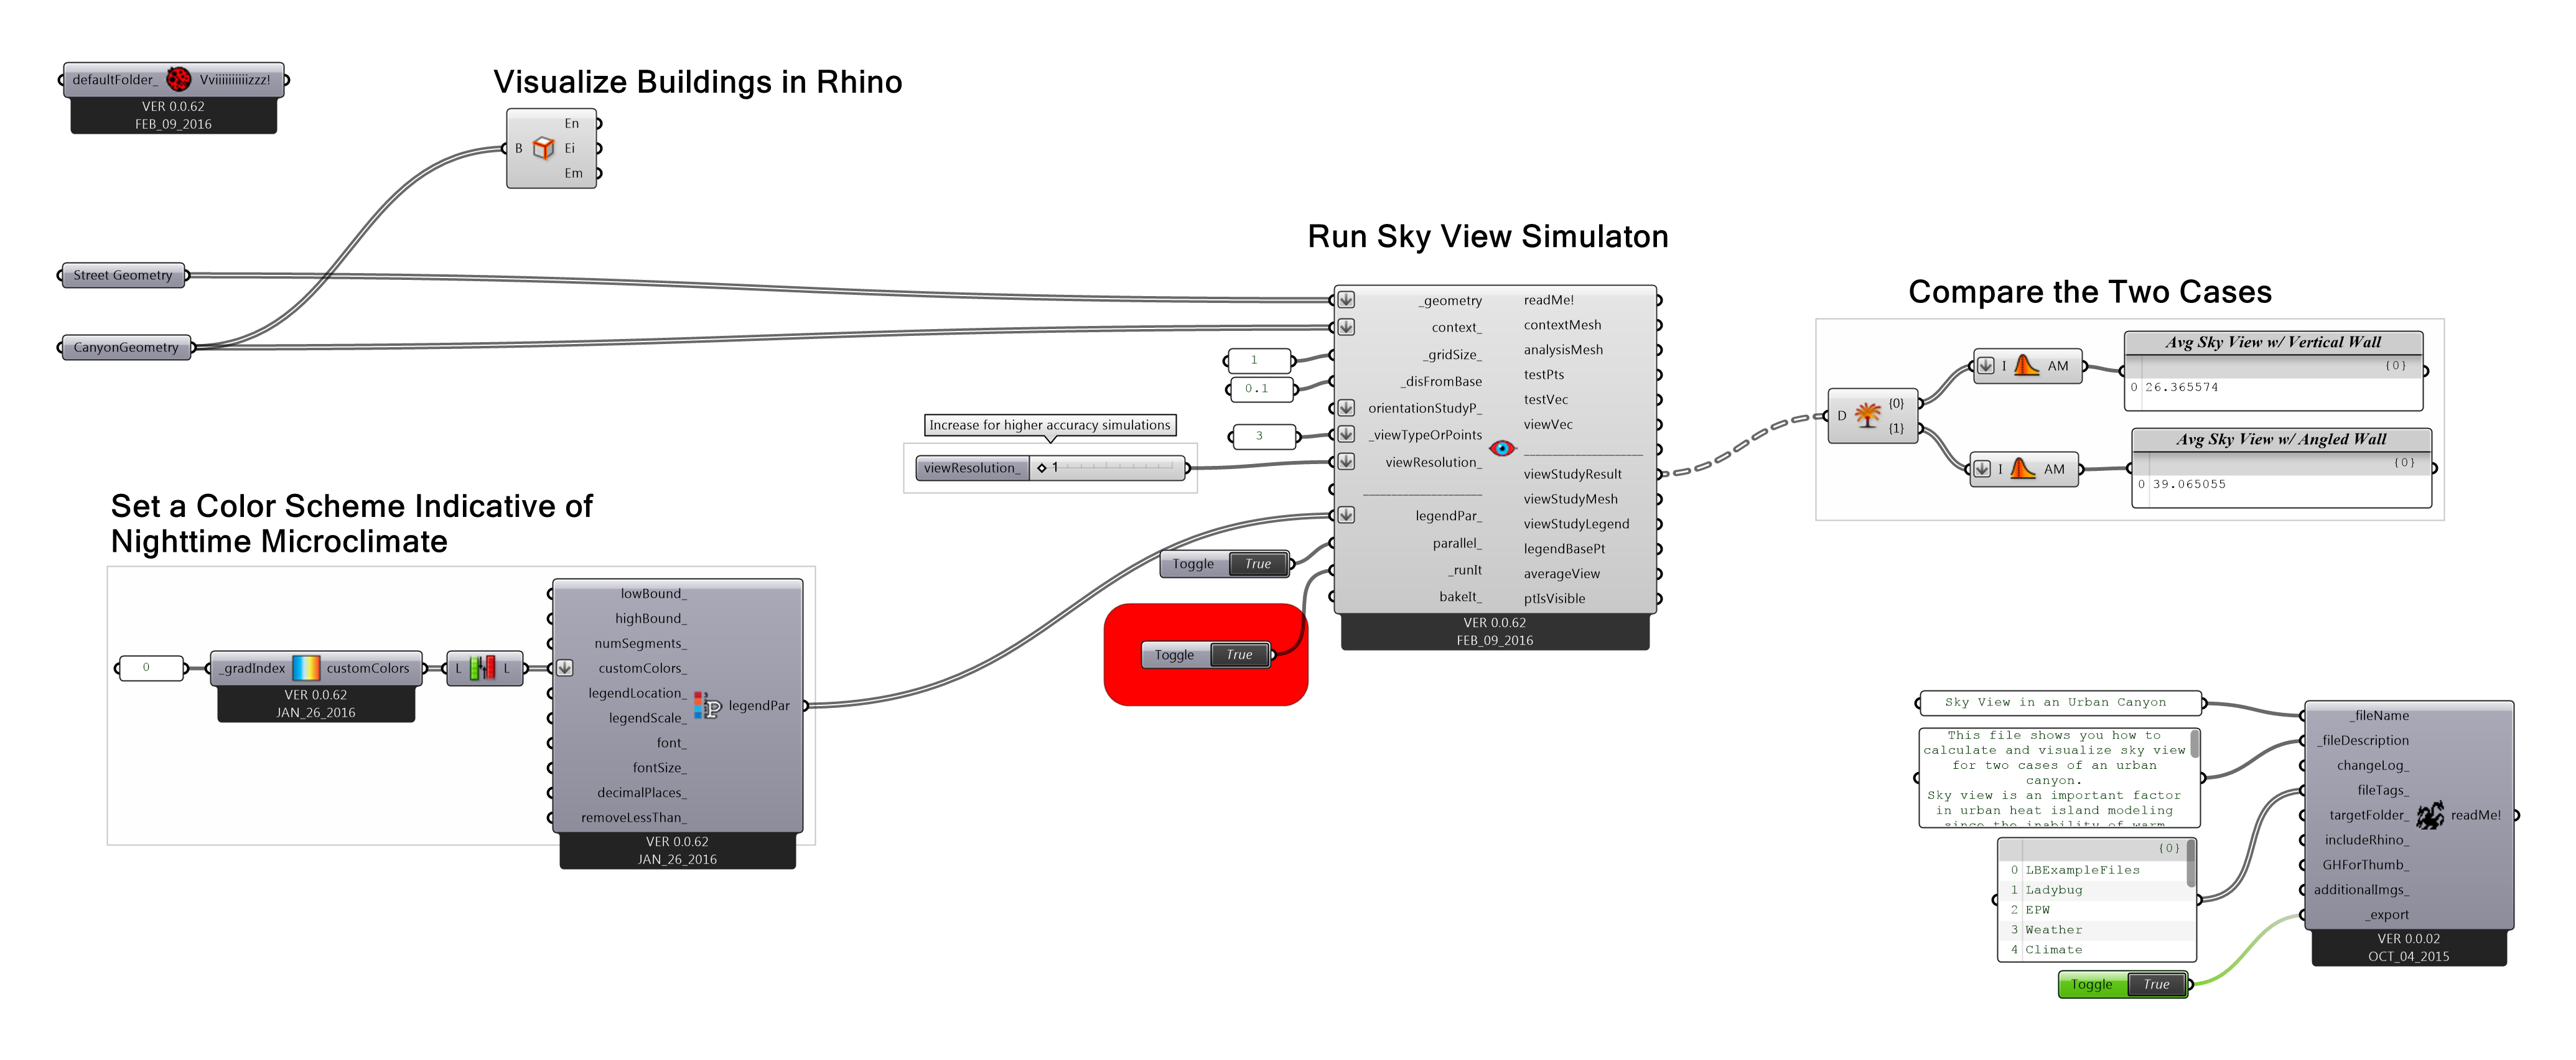 defaultFolder_ Vviiiiiiiiiizzz!
VER 0.0.62
FEB_09_2016
Visualize Buildings in Rhino
B
En
Ei
Em
Street Geometry
CanyonGeometry
Run Sky View Simulaton
_geometry
context_
_gridSize_
_disFromBase
orientationStudyP_
_viewTypeOrPoints
viewResolution_
legendPar_
parallel_
_runIt
bakeIt_
readMe!
contextMesh
analysisMesh
testPts
testVec
viewVec
viewStudyResult
viewStudyMesh
viewStudyLegend
legendBasePt
averageView
ptIsVisible
VER 0.0.62
FEB_09_2016
1
0.1
3
Increase for higher accuracy simulations
viewResolution_ 1
Toggle True
Toggle True
Set a Color Scheme Indicative of
Nighttime Microclimate
0
_gradIndex customColors
VER 0.0.62
JAN_26_2016
L L
lowBound_
highBound_
numSegments_
customColors_
legendLocation_
legendScale_
font_
fontSize_
decimalPlaces_
removeLessThan_
legendPar
VER 0.0.62
JAN_26_2016
Compare the Two Cases
D
{0}
{1}
I AM
I AM
Avg Sky View w/ Vertical Wall
{0}
0 26.365574
Avg Sky View w/ Angled Wall
{0}
0 39.065055
Sky View in an Urban Canyon
This file shows you how to
calculate and visualize sky view
for two cases of an urban
canyon.
Sky view is an important factor
in urban heat island modeling
since the inability of warm
{0}
0 LBExampleFiles
1 Ladybug
2 EPW
3 Weather
4 Climate
Toggle True
_fileName
_fileDescription
changeLog_
fileTags_
targetFolder_
includeRhino_
GHForThumb_
additionalImgs_
_export
readMe!
VER 0.0.02
OCT_04_2015